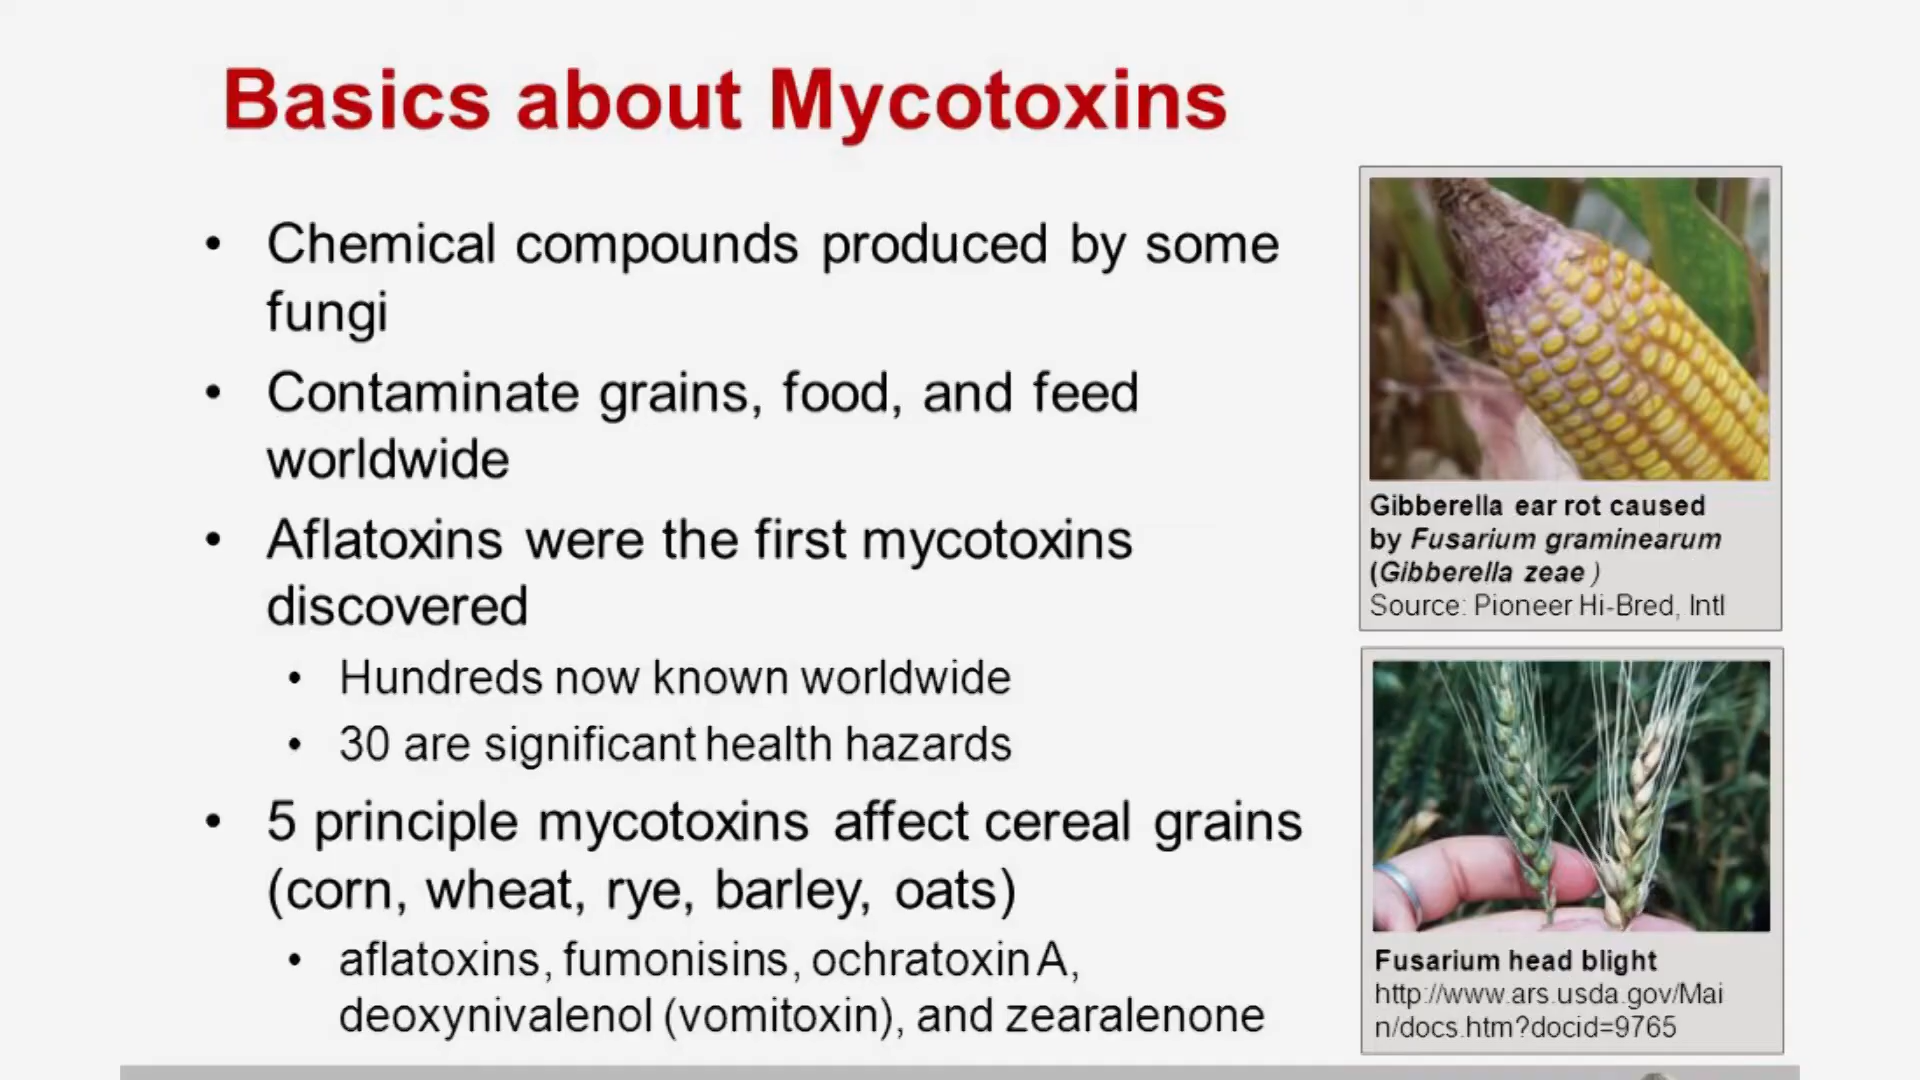 Basics about Mycotoxins
• Chemical compounds produced by some
fungi
• Contaminate grains, food, and feed
worldwide
• Aflatoxins were the first mycotoxins
discovered
• Hundreds now known worldwide
• 30 are significant health hazards
• 5 principle mycotoxins affect cereal grains
(corn, wheat, rye, barley, oats)
• aflatoxins, fumonisins, ochratoxin A,
deoxynivalenol (vomitoxin), and zearalenone
Gibberella ear rot caused
by Fusarium graminearum
(Gibberella zeae )
Source: Pioneer Hi-Bred, Intl
Fusarium head blight
http://www.ars.usda.gov/Mai
n/docs.htm?docid=9765